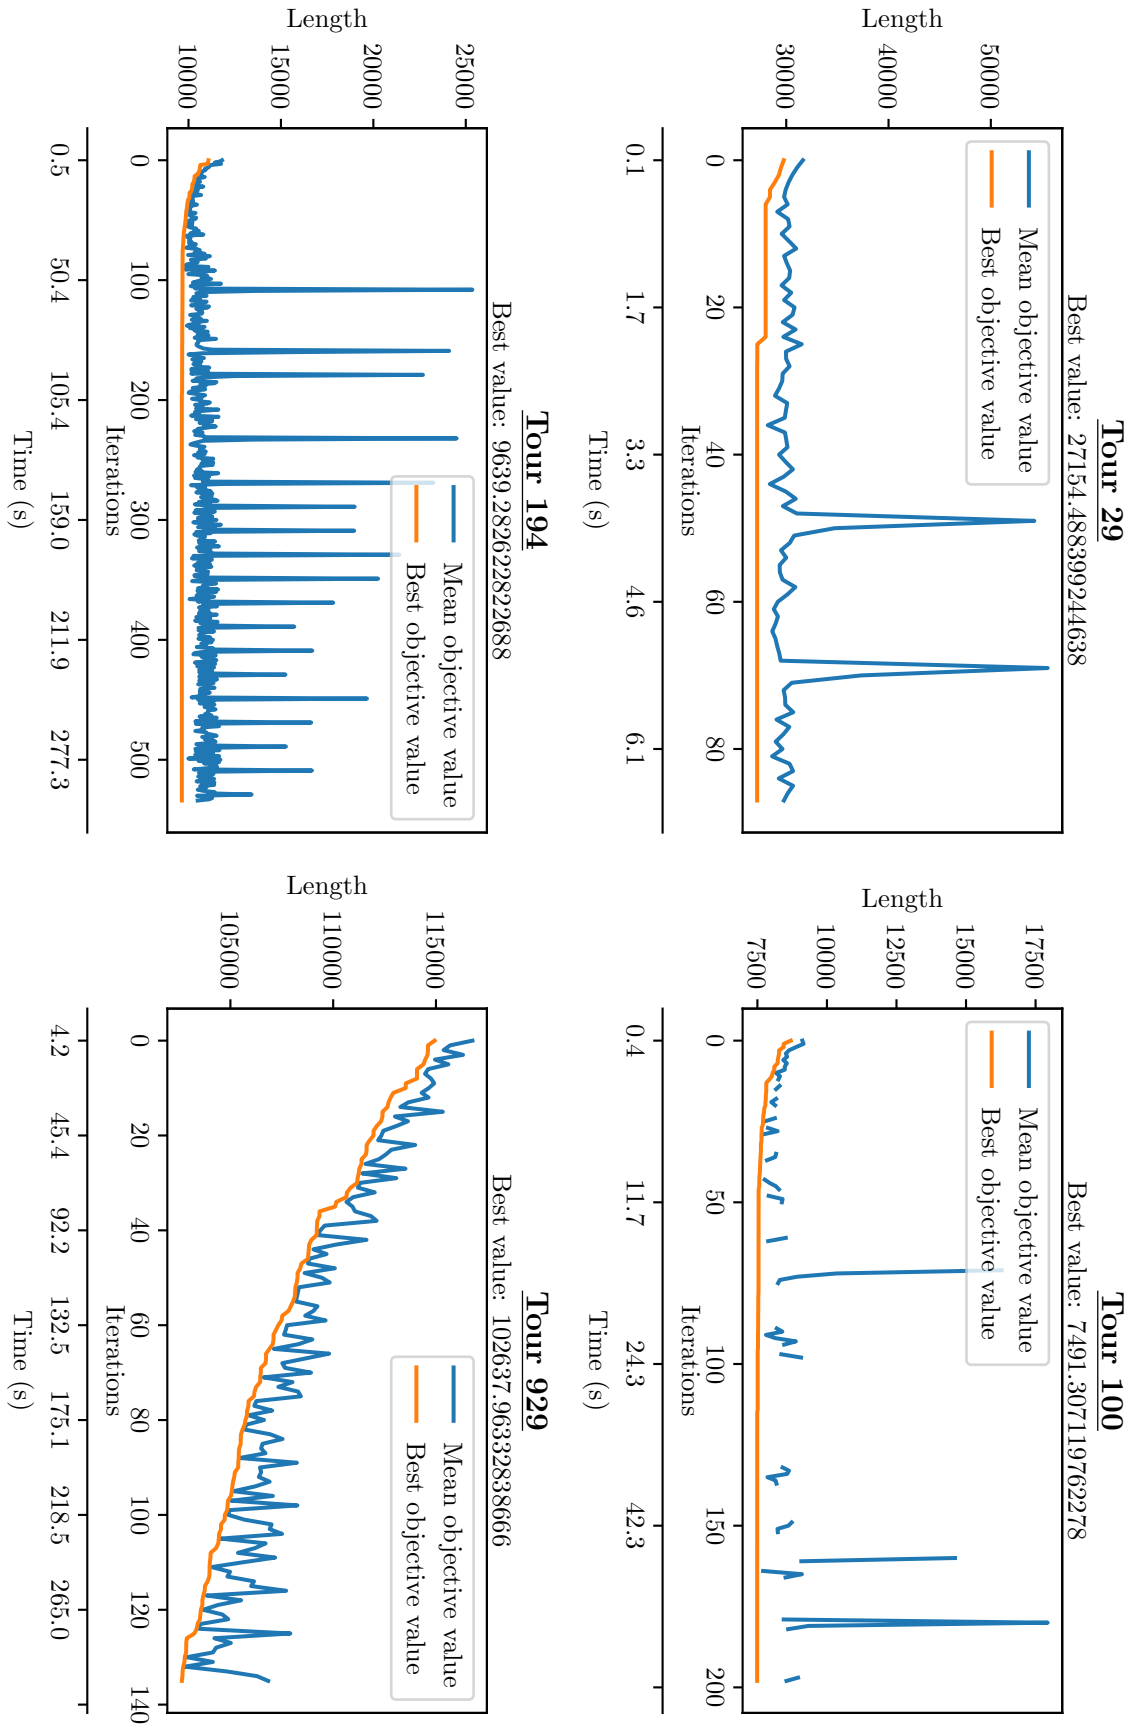 Tour 29
Best value: 27154.488399244638
Length
50000
40000
30000
Mean objective value
Best objective value
0 20 40 60 80
Iterations
0.1 1.7 3.3 4.6 6.1
Time (s)
Tour 100
Best value: 7491.307119762278
Length
17500
15000
12500
10000
7500
Mean objective value
Best objective value
0 50 100 150 200
Iterations
0.4 11.7 24.3 42.3
Time (s)
Tour 194
Best value: 9639.282622822688
Length
25000
20000
15000
10000
Mean objective value
Best objective value
0 100 200 300 400 500
Iterations
0.5 50.4 105.4 159.0 211.9 277.3
Time (s)
Tour 929
Best value: 102637.96332838666
Length
115000
110000
105000
Mean objective value
Best objective value
0 20 40 60 80 100 120 140
Iterations
4.2 45.4 92.2 132.5 175.1 218.5 265.0
Time (s)